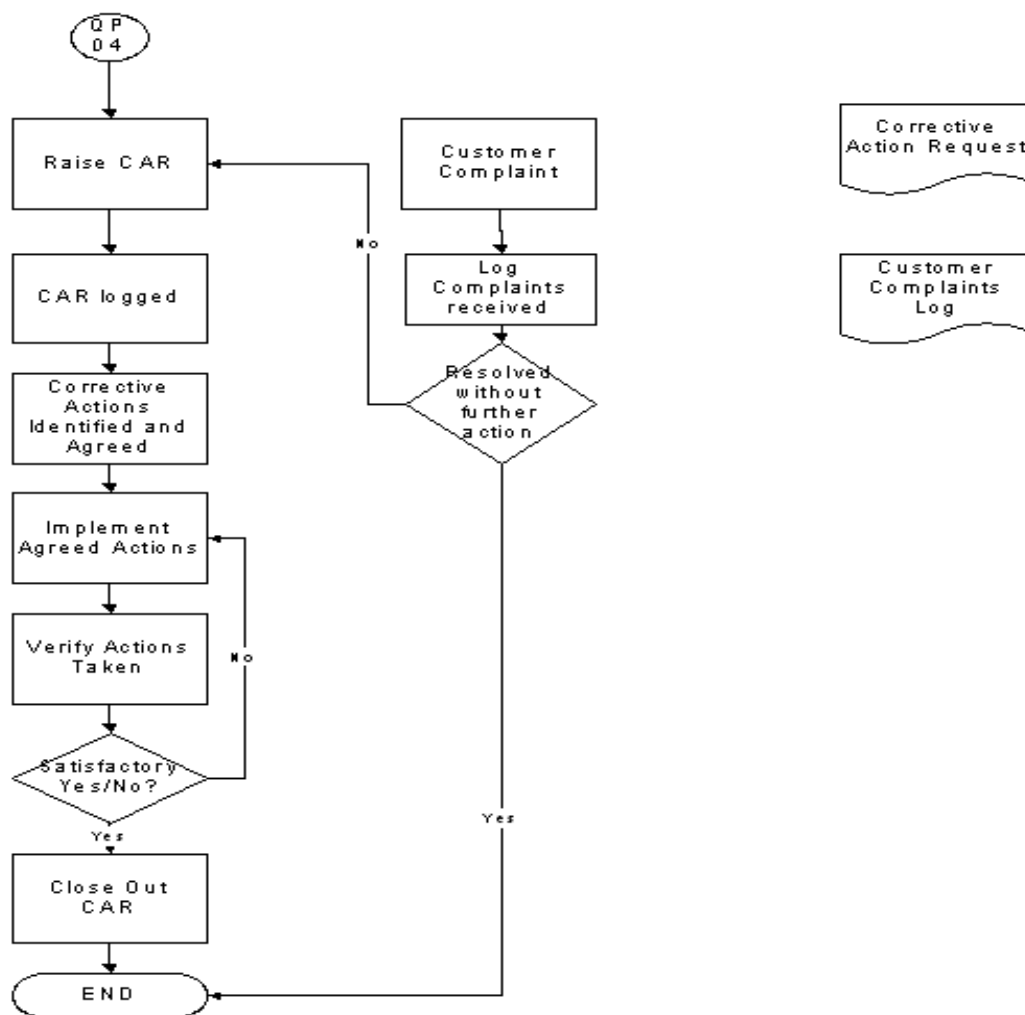 QP
04
Raise CAR
CAR logged
Corrective
Actions
Identified and
Agreed
Implement
Agreed Actions
Verify Actions
Taken
No
Satisfactory
Yes/No?
Yes
Close Out
CAR
END
Customer
Complaint
No
Log
Complaints
received
Resolved
without
further
action
Yes
Corrective
Action Request
Customer
Complaints
Log